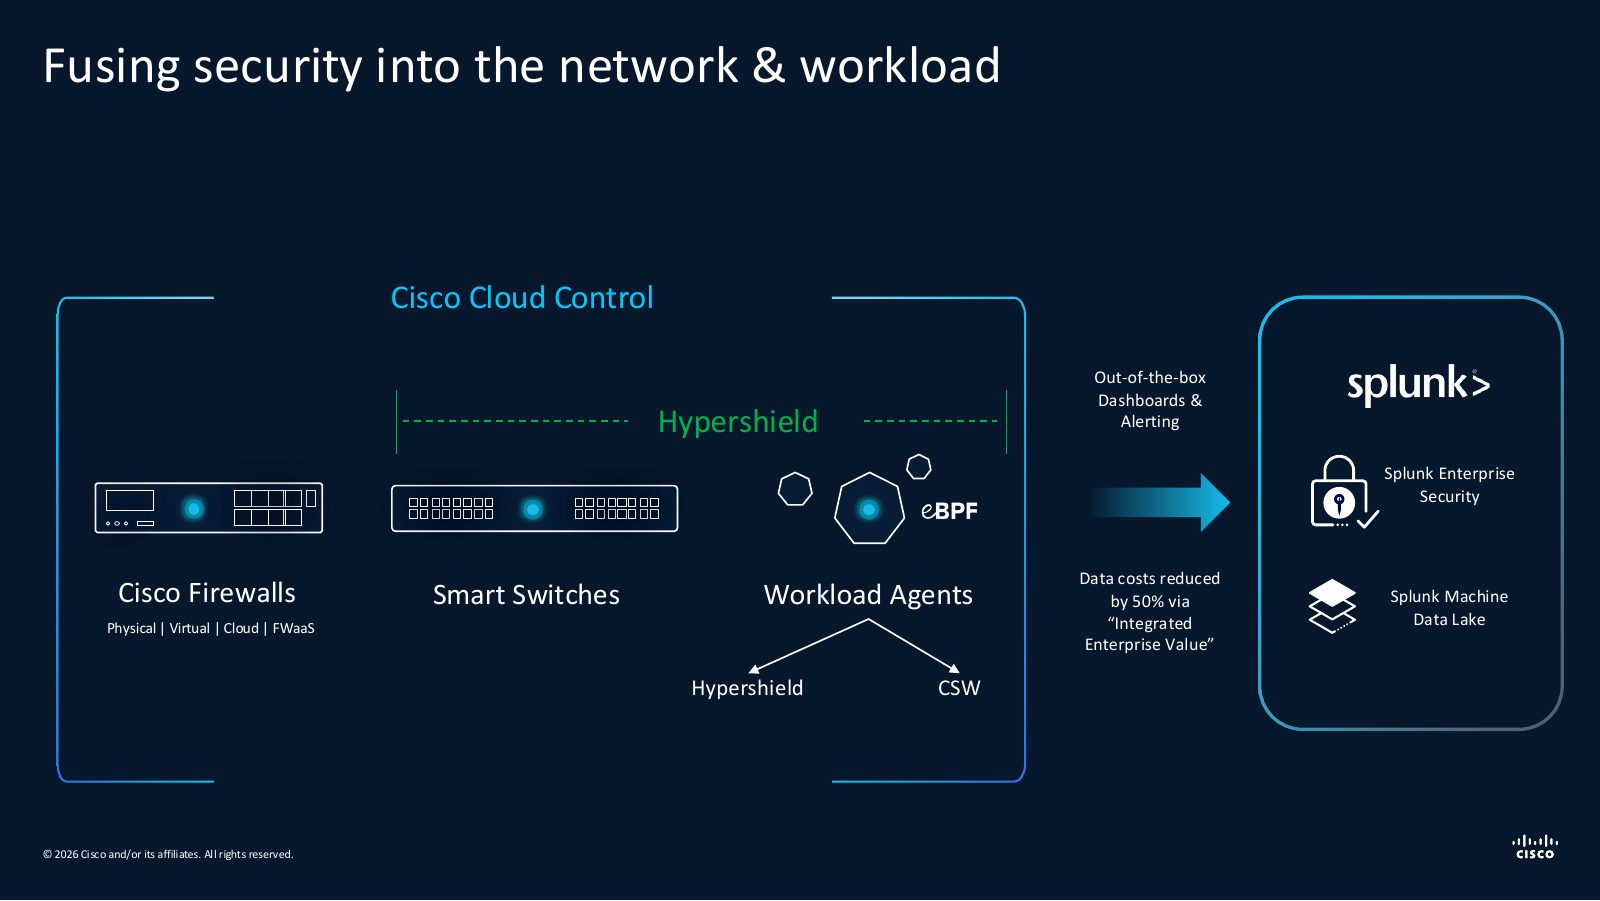 Fusing security into the network & workload
Cisco Cloud Control
Hypershield
eBPF
Cisco Firewalls
Physical | Virtual | Cloud | FWaaS
Smart Switches
Workload Agents
Hypershield
CSW
Out-of-the-box
Dashboards &
Alerting
Data costs reduced
by 50% via
“Integrated
Enterprise Value”
splunk>
Splunk Enterprise
Security
Splunk Machine
Data Lake
© 2026 Cisco and/or its affiliates. All rights reserved.
CISCO